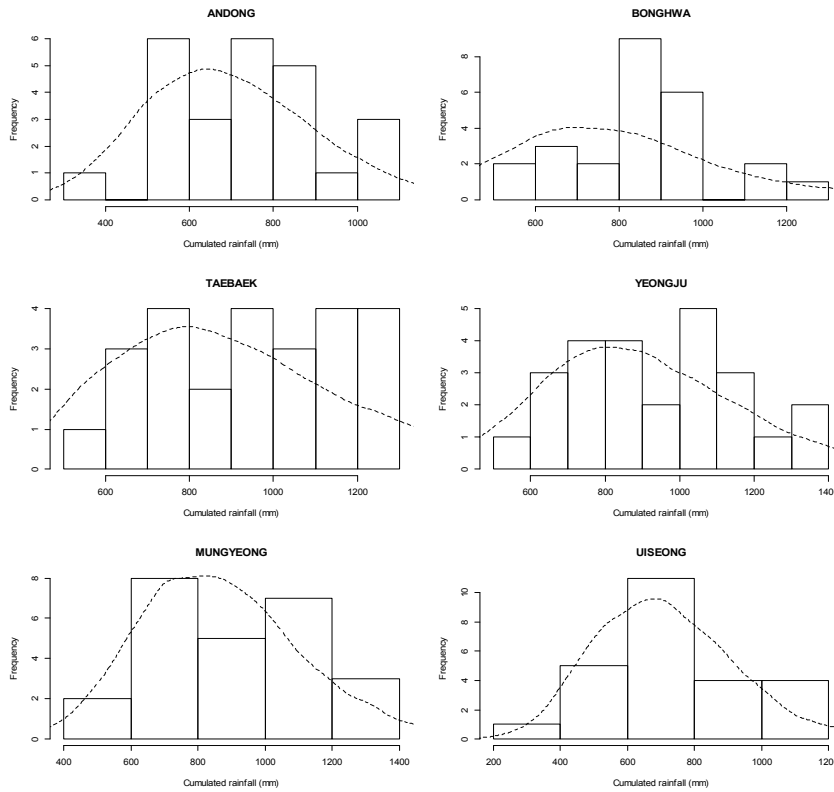 ANDONG
Frequency
0 1 2 3 4 5 6
400 600 800 1000
Cumulated rainfall (mm)
BONGHWA
Frequency
0 2 4 6 8
600 800 1000 1200
Cumulated rainfall (mm)
TAEBAEK
Frequency
0 1 2 3 4
600 800 1000 1200
Cumulated rainfall (mm)
YEONGJU
Frequency
0 1 2 3 4 5
600 800 1000 1200 140
Cumulated rainfall (mm)
MUNGYEONG
Frequency
0 2 4 6 8
400 600 800 1000 1200 1400
Cumulated rainfall (mm)
UISEONG
Frequency
0 2 4 6 8 10
200 400 600 800 1000 120
Cumulated rainfall (mm)